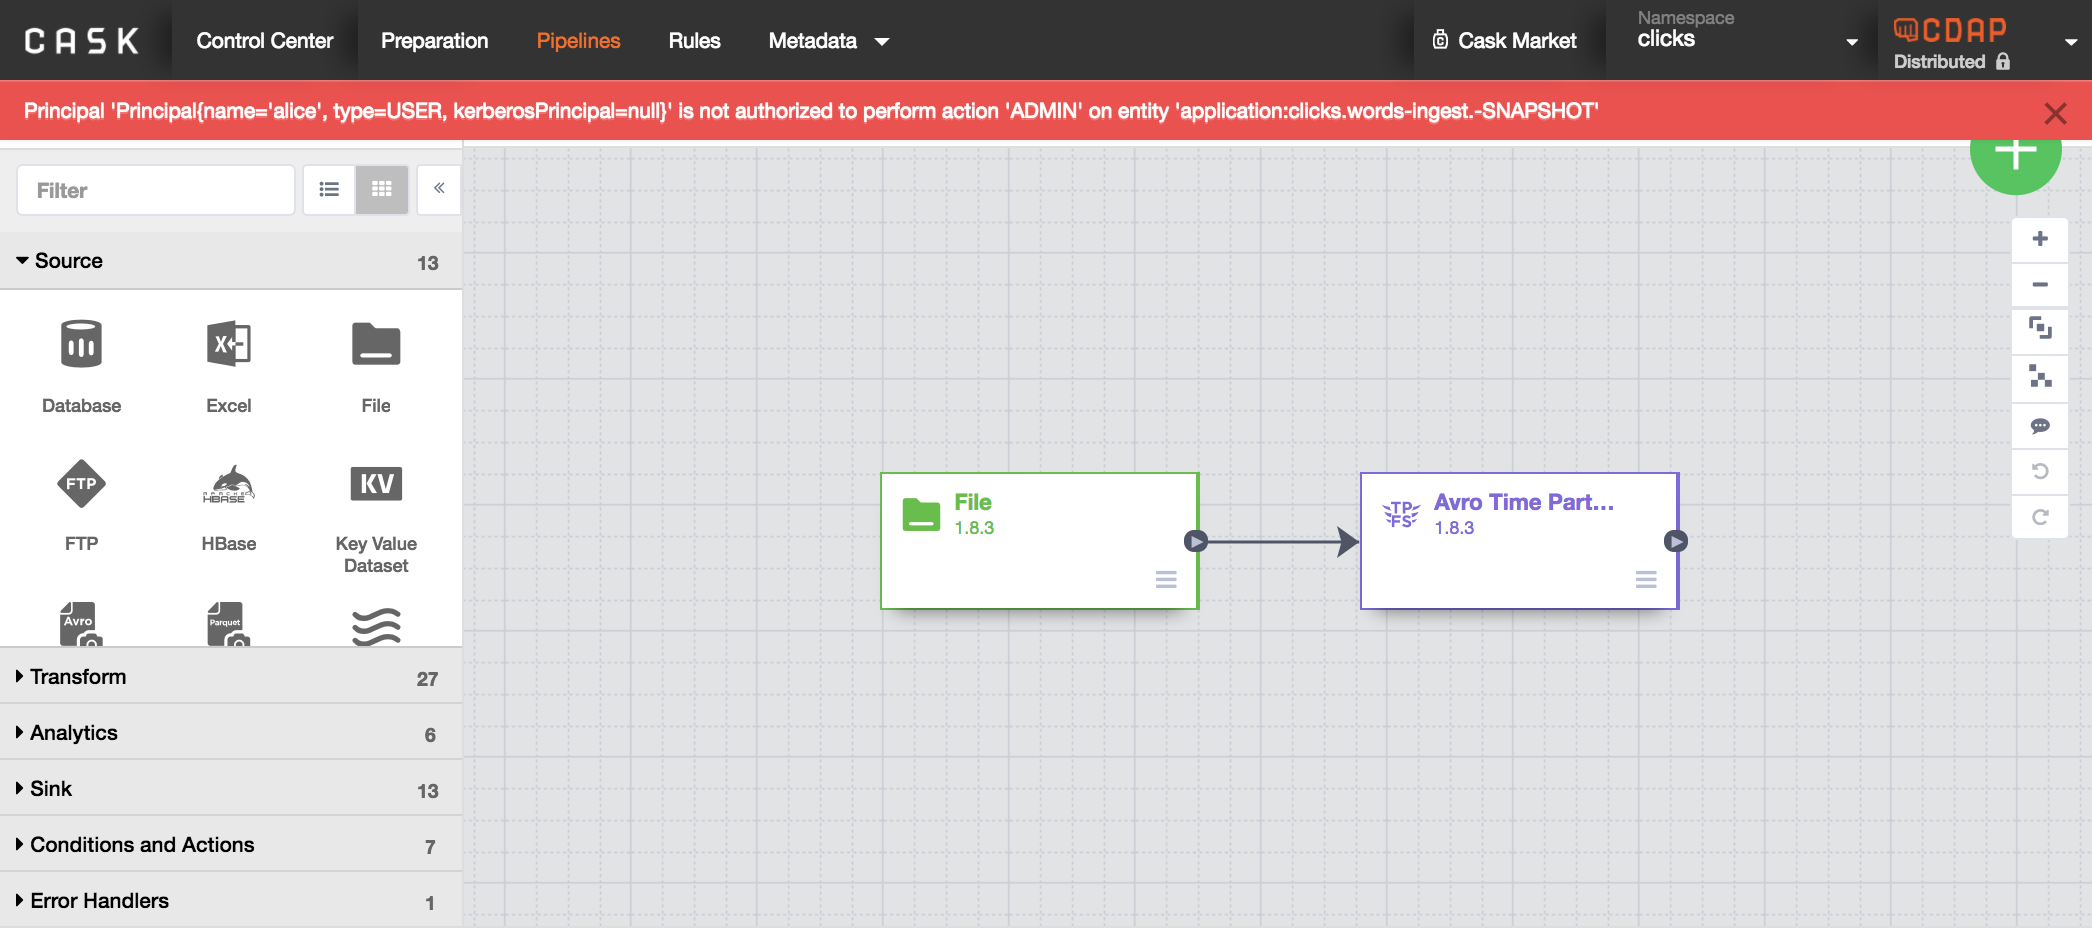 CASK
Control Center
Preparation
Pipelines
Rules
Metadata
Cask Market
Namespace
clicks
CDAP
Distributed
Principal 'Principal{name='alice', type=USER, kerberosPrincipal=null}' is not authorized to perform action 'ADMIN' on entity 'application:clicks.words-ingest.-SNAPSHOT'
Filter
Source 13
Database
Excel
File
FTP
FTP
APACHE
HBASE
HBase
KV
Key Value
Dataset
Avro
Parquet
Transform 27
Analytics 6
Sink 13
Conditions and Actions 7
Error Handlers 1
File
1.8.3
TP
FS
Avro Time Part...
1.8.3